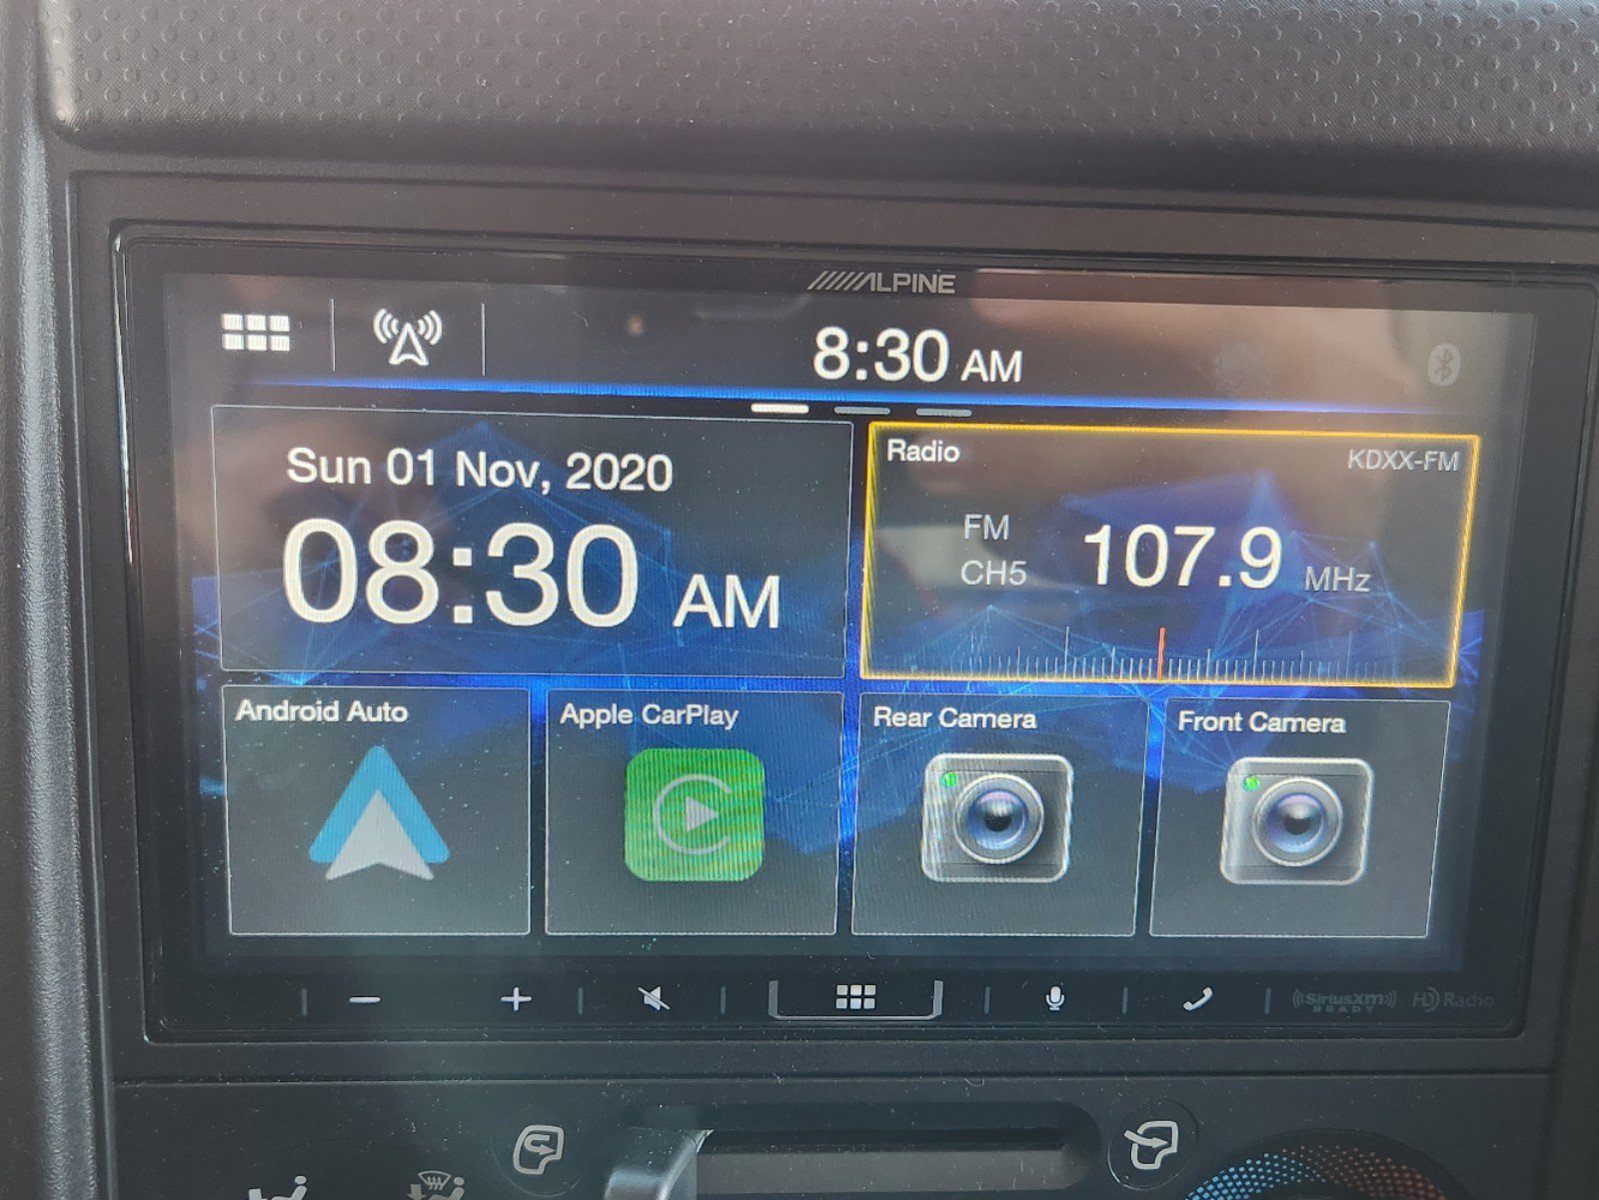 ALPINE
8:30 AM
Sun 01 Nov, 2020
08:30 AM
Radio
KDXX-FM
FM
CH5
107.9 MHz
Android Auto
Apple CarPlay
Rear Camera
Front Camera
((SiriusXM))
READY
HD Radio